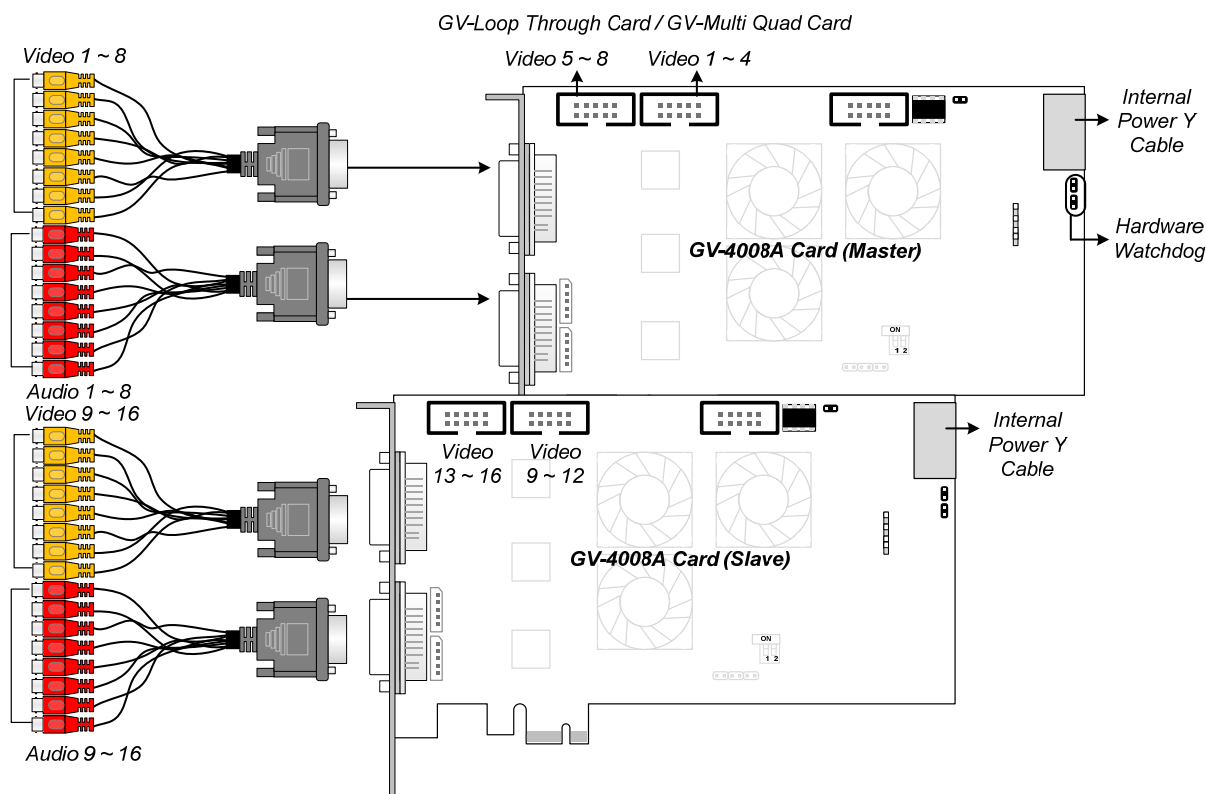 GV-Loop Through Card / GV-Multi Quad Card
Video 1 ~ 8
Video 5 ~ 8
Video 1 ~ 4
Internal
Power Y
Cable
Hardware
Watchdog
GV-4008A Card (Master)
ON
1 2
Audio 1 ~ 8
Video 9 ~ 16
Video
13 ~ 16
Video
9 ~ 12
Internal
Power Y
Cable
GV-4008A Card (Slave)
ON
1 2
Audio 9 ~ 16